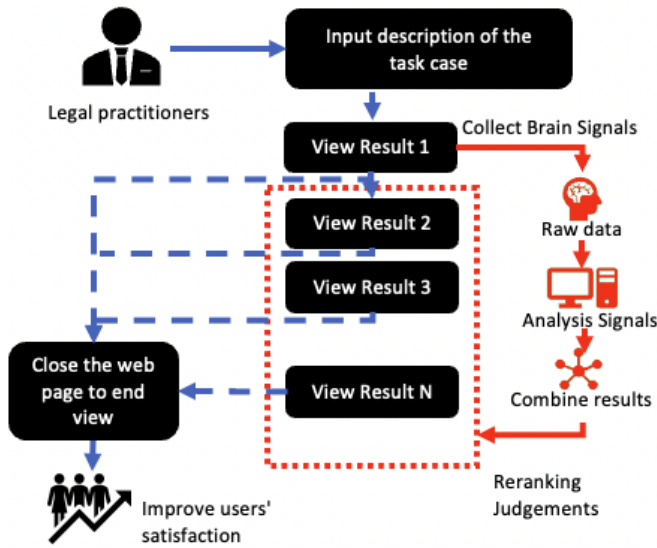 Input description of the
task case
Legal practitioners
View Result 1
Collect Brain Signals
View Result 2
Raw data
View Result 3
Analysis Signals
Close the web
page to end
view
View Result N
Combine results
Reranking
Judgements
Improve users'
satisfaction